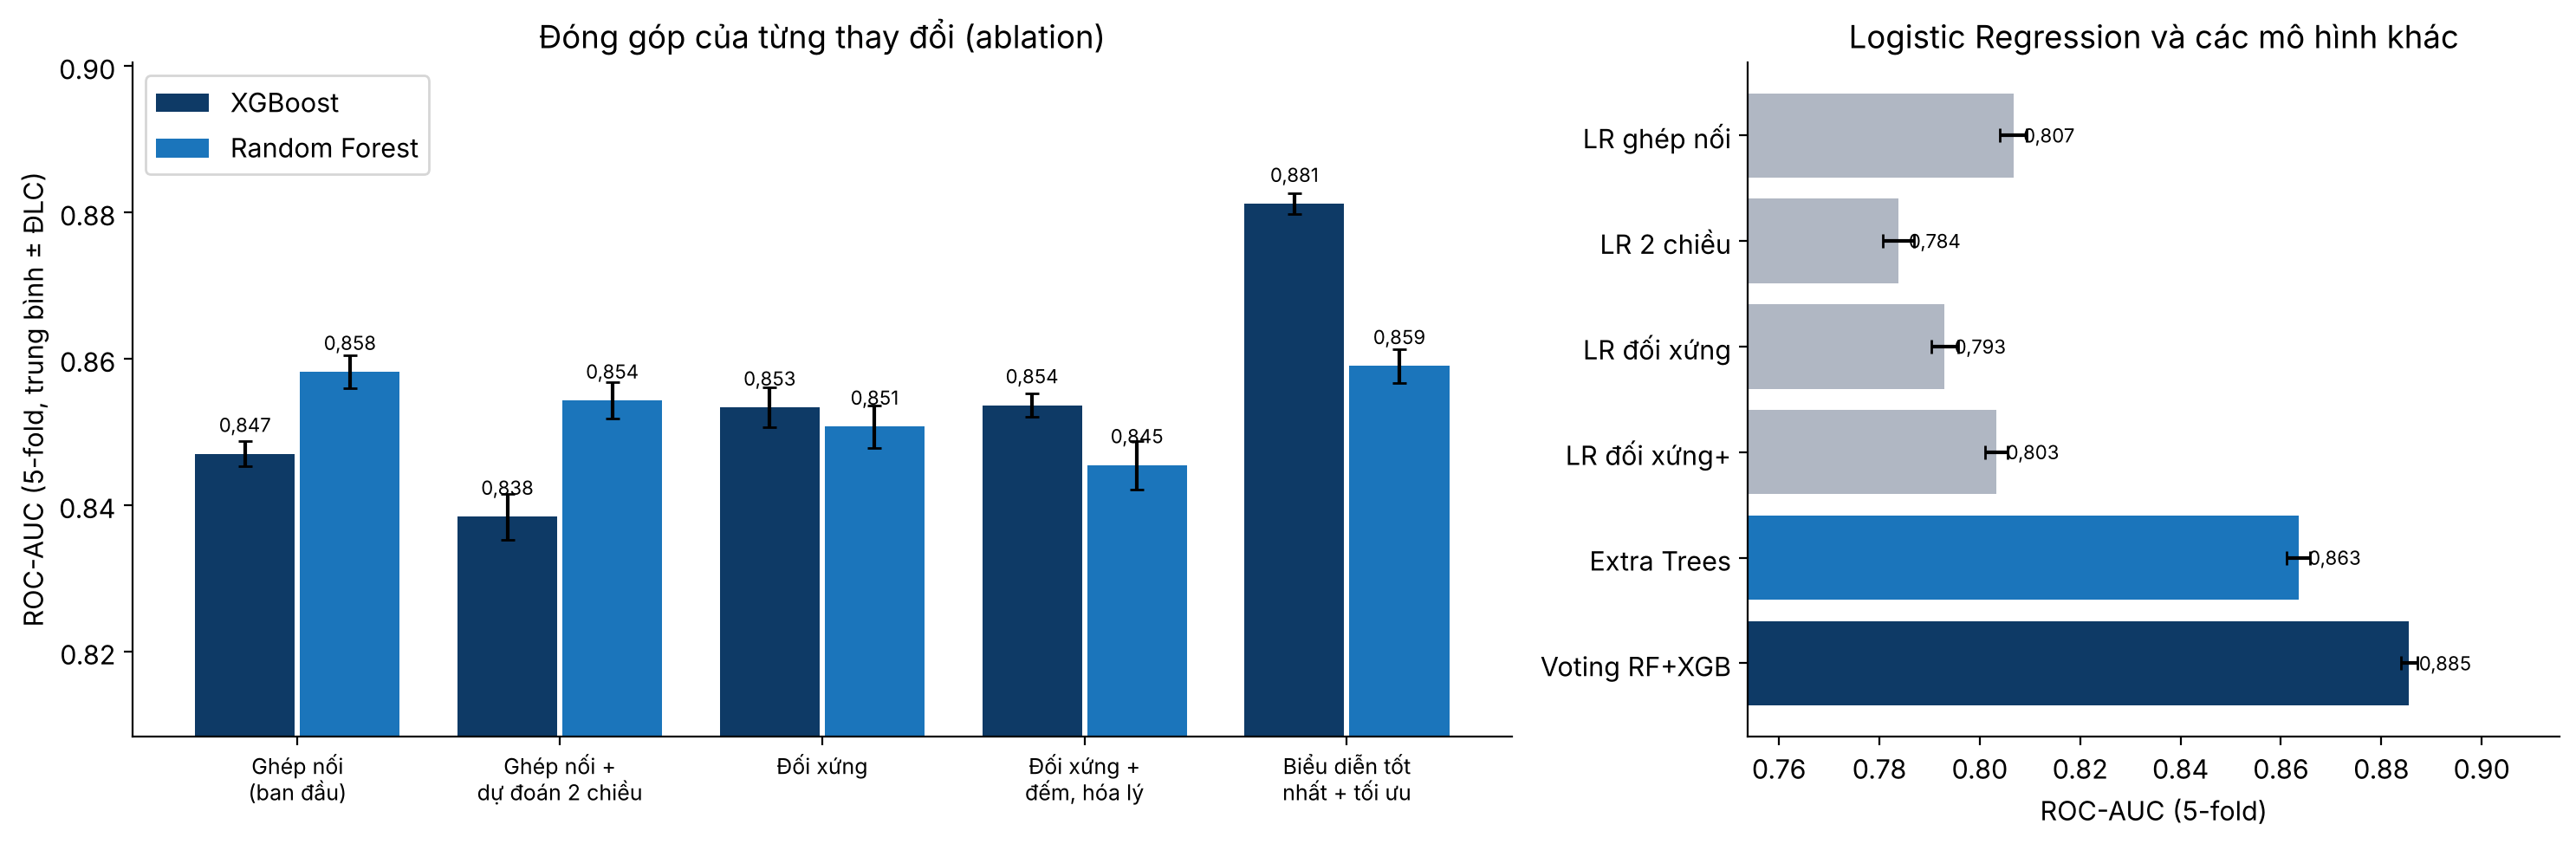 Đóng góp của từng thay đổi (ablation)
XGBoost
Random Forest
ROC-AUC (5-fold, trung bình ± ĐLC)
0.90
0.88
0.86
0.84
0.82
0,847
0,858
0,838
0,854
0,853
0,851
0,854
0,845
0,881
0,859
Ghép nối
(ban đầu)
Ghép nối +
dự đoán 2 chiều
Đối xứng
Đối xứng +
đếm, hóa lý
Biểu diễn tốt
nhất + tối ưu
Logistic Regression và các mô hình khác
LR ghép nối
0,807
LR 2 chiều
0,784
LR đối xứng
0,793
LR đối xứng+
0,803
Extra Trees
0,863
Voting RF+XGB
0,885
0.76 0.78 0.80 0.82 0.84 0.86 0.88 0.90
ROC-AUC (5-fold)